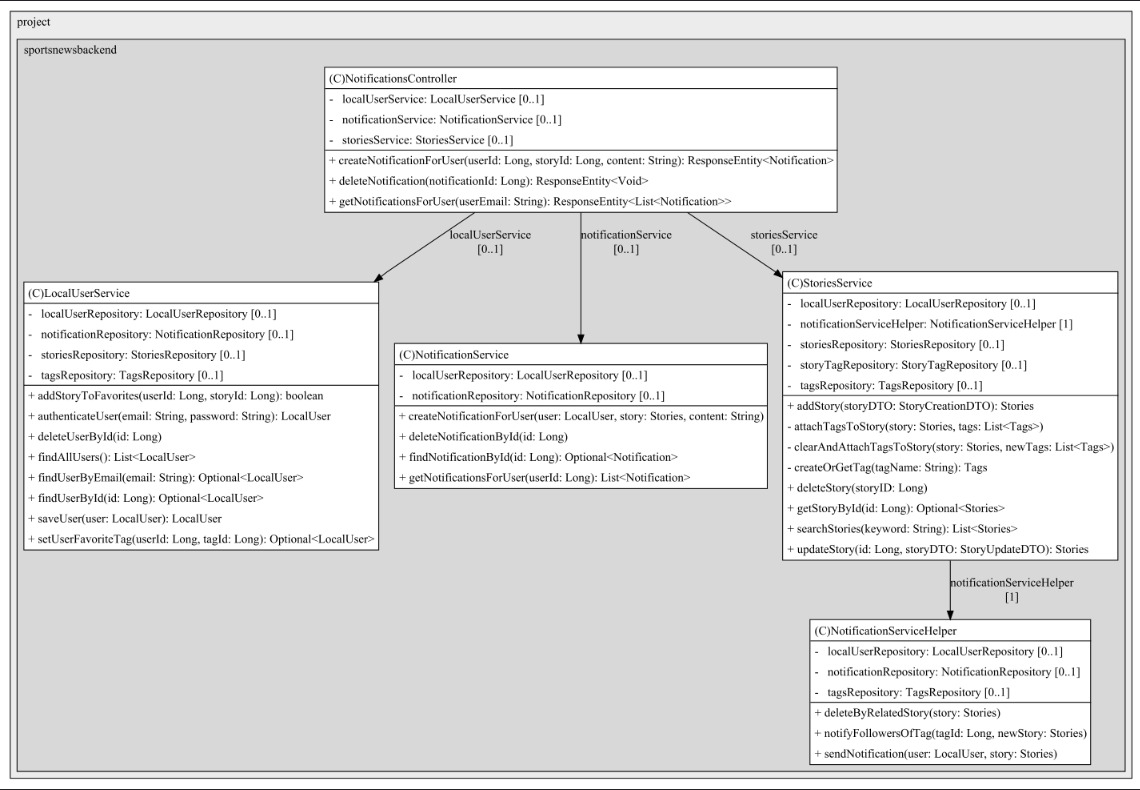 project
sportsnewsbackend
(C)NotificationsController
- localUserService: LocalUserService [0..1]
- notificationService: NotificationService [0..1]
- storiesService: StoriesService [0..1]
+ createNotificationForUser(userId: Long, storyId: Long, content: String): ResponseEntity<Notification>
+ deleteNotification(notificationId: Long): ResponseEntity<Void>
+ getNotificationsForUser(userEmail: String): ResponseEntity<List<Notification>>
localUserService
[0..1]
notificationService
[0..1]
storiesService
[0..1]
(C)LocalUserService
- localUserRepository: LocalUserRepository [0..1]
- notificationRepository: NotificationRepository [0..1]
- storiesRepository: StoriesRepository [0..1]
- tagsRepository: TagsRepository [0..1]
+ addStoryToFavorites(userId: Long, storyId: Long): boolean
+ authenticateUser(email: String, password: String): LocalUser
+ deleteUserById(id: Long)
+ findAllUsers(): List<LocalUser>
+ findUserByEmail(email: String): Optional<LocalUser>
+ findUserById(id: Long): Optional<LocalUser>
+ saveUser(user: LocalUser): LocalUser
+ setUserFavoriteTag(userId: Long, tagId: Long): Optional<LocalUser>
(C)NotificationService
- localUserRepository: LocalUserRepository [0..1]
- notificationRepository: NotificationRepository [0..1]
+ createNotificationForUser(user: LocalUser, story: Stories, content: String)
+ deleteNotificationById(id: Long)
+ findNotificationById(id: Long): Optional<Notification>
+ getNotificationsForUser(userId: Long): List<Notification>
(C)StoriesService
- localUserRepository: LocalUserRepository [0..1]
- notificationServiceHelper: NotificationServiceHelper [1]
- storiesRepository: StoriesRepository [0..1]
- storyTagRepository: StoryTagRepository [0..1]
- tagsRepository: TagsRepository [0..1]
+ addStory(storyDTO: StoryCreationDTO): Stories
- attachTagsToStory(story: Stories, tags: List<Tags>)
- clearAndAttachTagsToStory(story: Stories, newTags: List<Tags>)
- createOrGetTag(tagName: String): Tags
+ deleteStory(storyID: Long)
+ getStoryById(id: Long): Optional<Stories>
+ searchStories(keyword: String): List<Stories>
+ updateStory(id: Long, storyDTO: StoryUpdateDTO): Stories
notificationServiceHelper
[1]
(C)NotificationServiceHelper
- localUserRepository: LocalUserRepository [0..1]
- notificationRepository: NotificationRepository [0..1]
- tagsRepository: TagsRepository [0..1]
+ deleteByRelatedStory(story: Stories)
+ notifyFollowersOfTag(tagId: Long, newStory: Stories)
+ sendNotification(user: LocalUser, story: Stories)